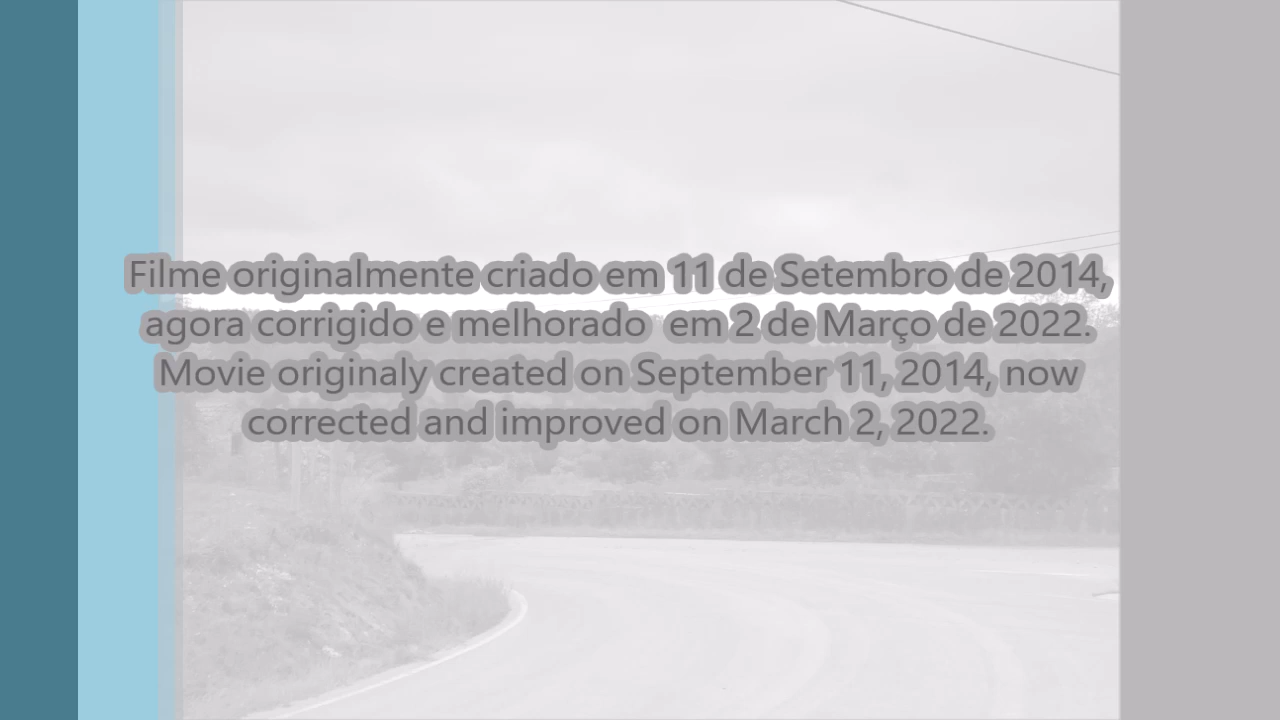 Filme originalmente criado em 11 de Setembro de 2014,
agora corrigido e melhorado  em 2 de Março de 2022.
Movie originaly created on September 11, 2014, now
corrected and improved on March 2, 2022.